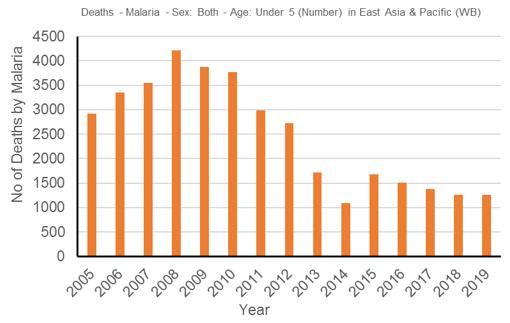 Deaths - Malaria - Sex: Both - Age: Under 5 (Number) in East Asia & Pacific (WB)
No of Deaths by Malaria
4500
4000
3500
3000
2500
2000
1500
1000
500
0
2005 2006 2007 2008 2009 2010 2011 2012 2013 2014 2015 2016 2017 2018 2019
Year